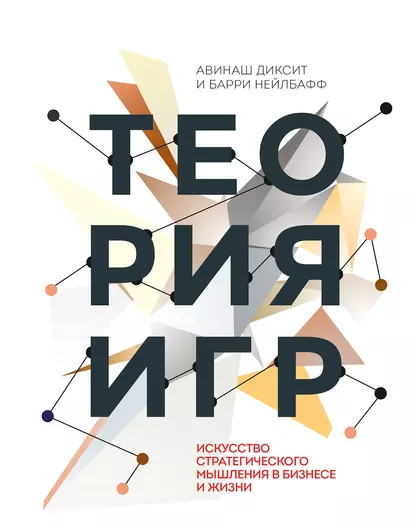 АВИНАШ ДИКСИТ
И БАРРИ НЕЙЛБАФФ
ТЕО
РИЯ
ИГР
ИСКУССТВО
СТРАТЕГИЧЕСКОГО
МЫШЛЕНИЯ В БИЗНЕСЕ
И ЖИЗНИ